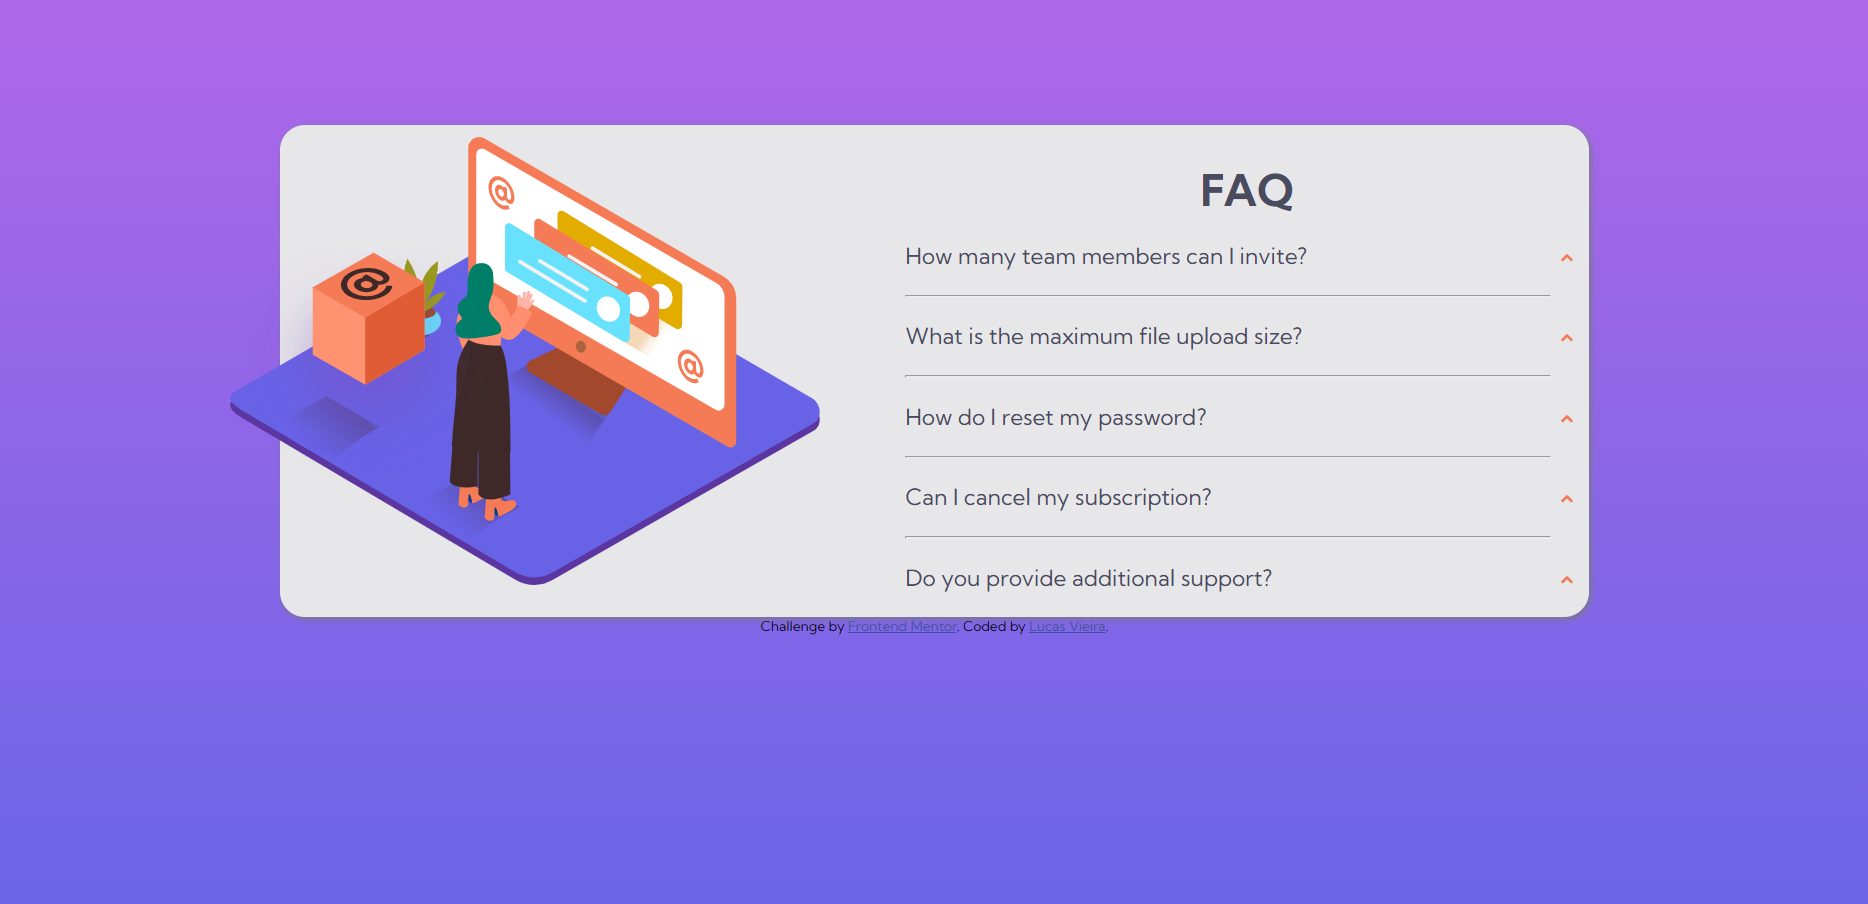 FAQ
How many team members can I invite?
What is the maximum file upload size?
How do I reset my password?
Can I cancel my subscription?
Do you provide additional support?
Challenge by Frontend Mentor. Coded by Lucas Vieira.
@
@
@